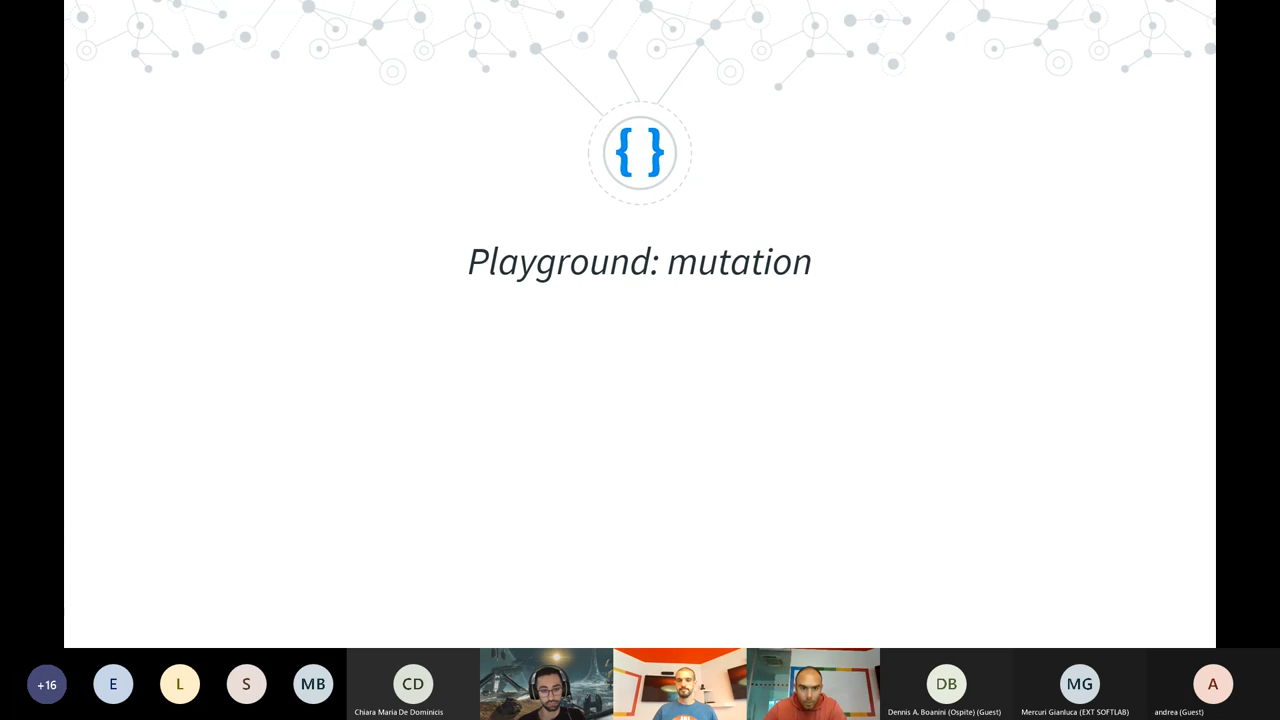 { }
Playground: mutation
+16
E
L
S
MB
CD
Chiara Maria De Dominicis
DB
Dennis A. Boanini (Ospite) (Guest)
MG
Mercuri Gianluca (EXT SOFTLAB)
A
andrea (Guest)